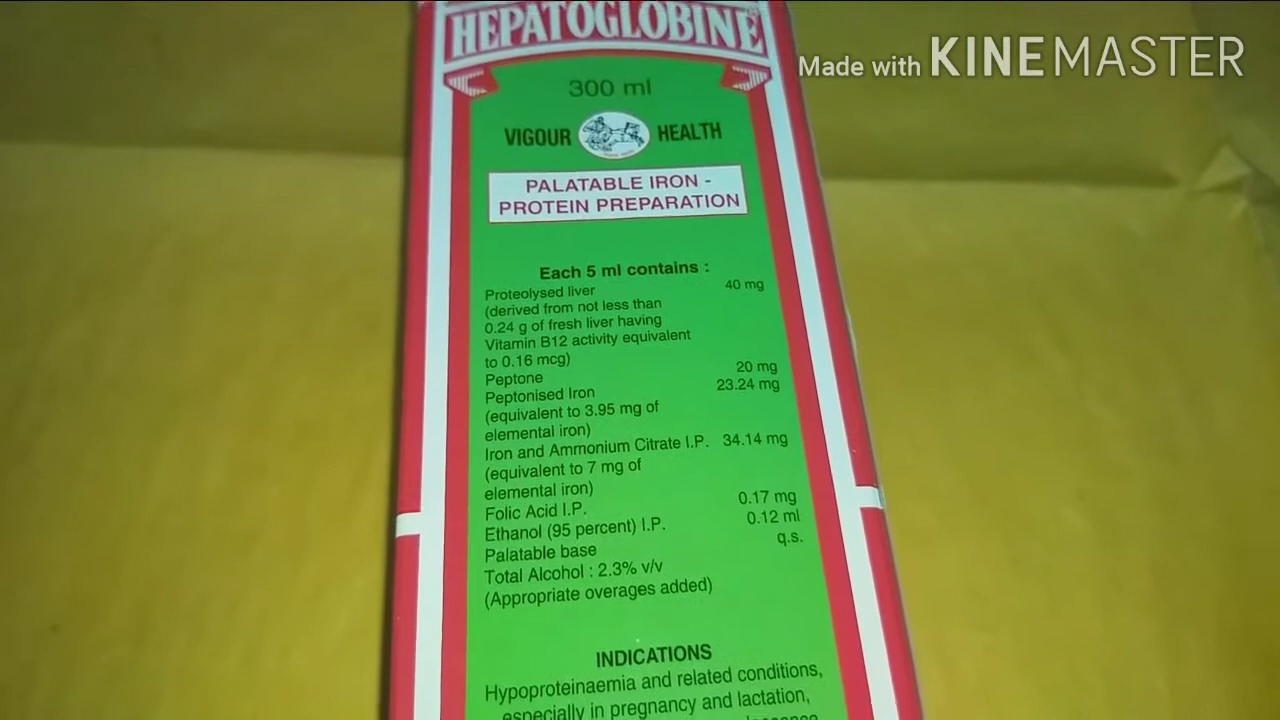 HEPATOGLOBINE
Made with KINEMASTER
300 ml
VIGOUR HEALTH
PALATABLE IRON -
PROTEIN PREPARATION
Each 5 ml contains :
Proteolysed liver 40 mg
(derived from not less than
0.24 g of fresh liver having
Vitamin B12 activity equivalent
to 0.16 mcg)
Peptone 20 mg
Peptonised Iron 23.24 mg
(equivalent to 3.95 mg of
elemental iron)
Iron and Ammonium Citrate I.P. 34.14 mg
(equivalent to 7 mg of
elemental iron)
Folic Acid I.P. 0.17 mg
Ethanol (95 percent) I.P. 0.12 ml
Palatable base q.s.
Total Alcohol : 2.3% v/v
(Appropriate overages added)
INDICATIONS
Hypoproteinaemia and related conditions,
especially in pregnancy and lactation,